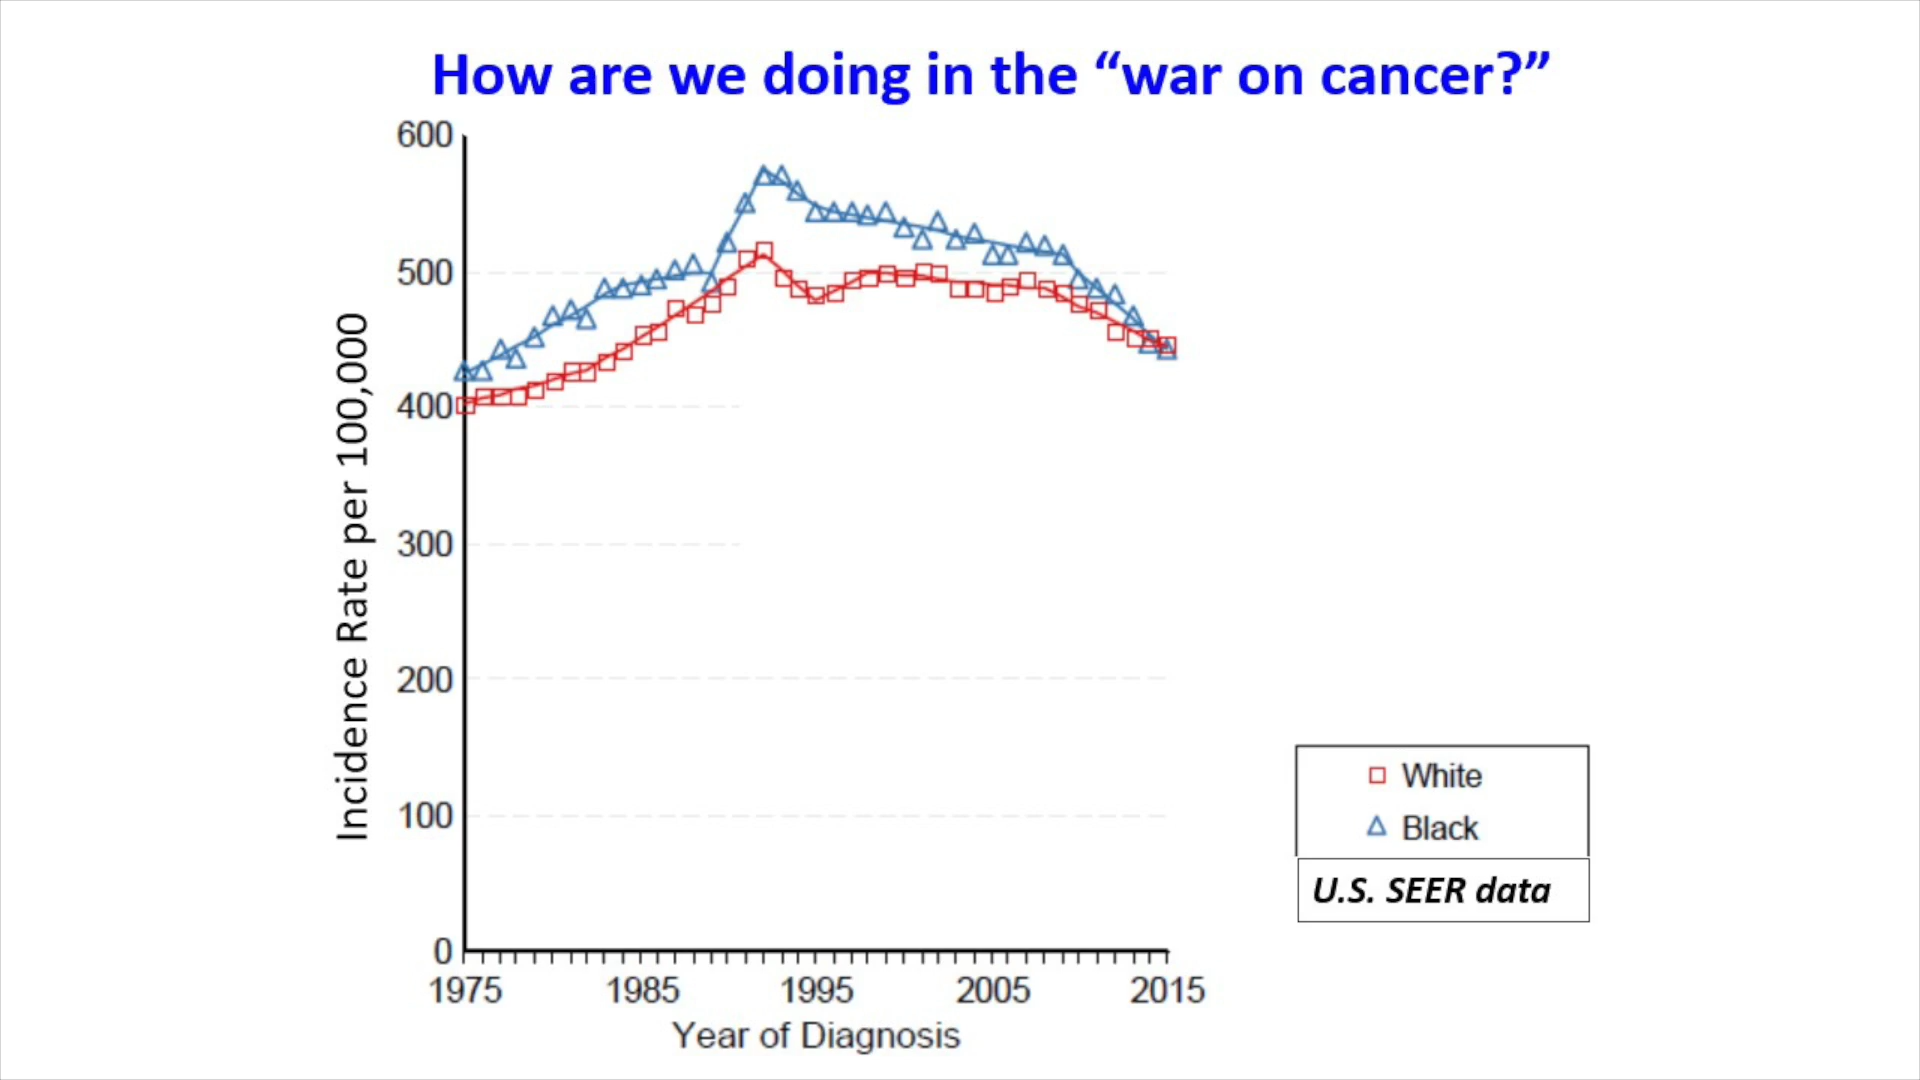 How are we doing in the “war on cancer?”
600
500
400
300
200
100
0
Incidence Rate per 100,000
1975 1985 1995 2005 2015
Year of Diagnosis
White
Black
U.S. SEER data